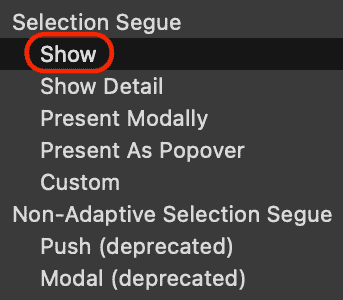 Selection Segue
Show
Show Detail
Present Modally
Present As Popover
Custom
Non-Adaptive Selection Segue
Push (deprecated)
Modal (deprecated)